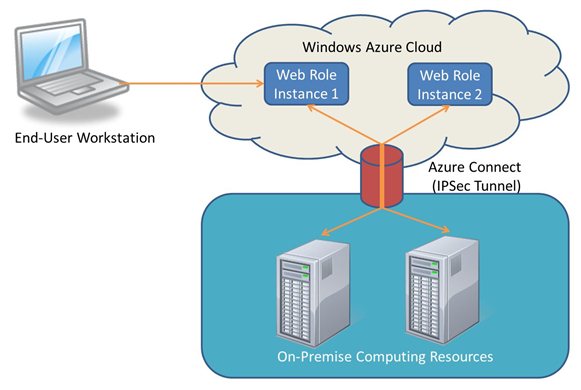 Windows Azure Cloud
Web Role
Instance 1
Web Role
Instance 2
End-User Workstation
Azure Connect
(IPSec Tunnel)
On-Premise Computing Resources